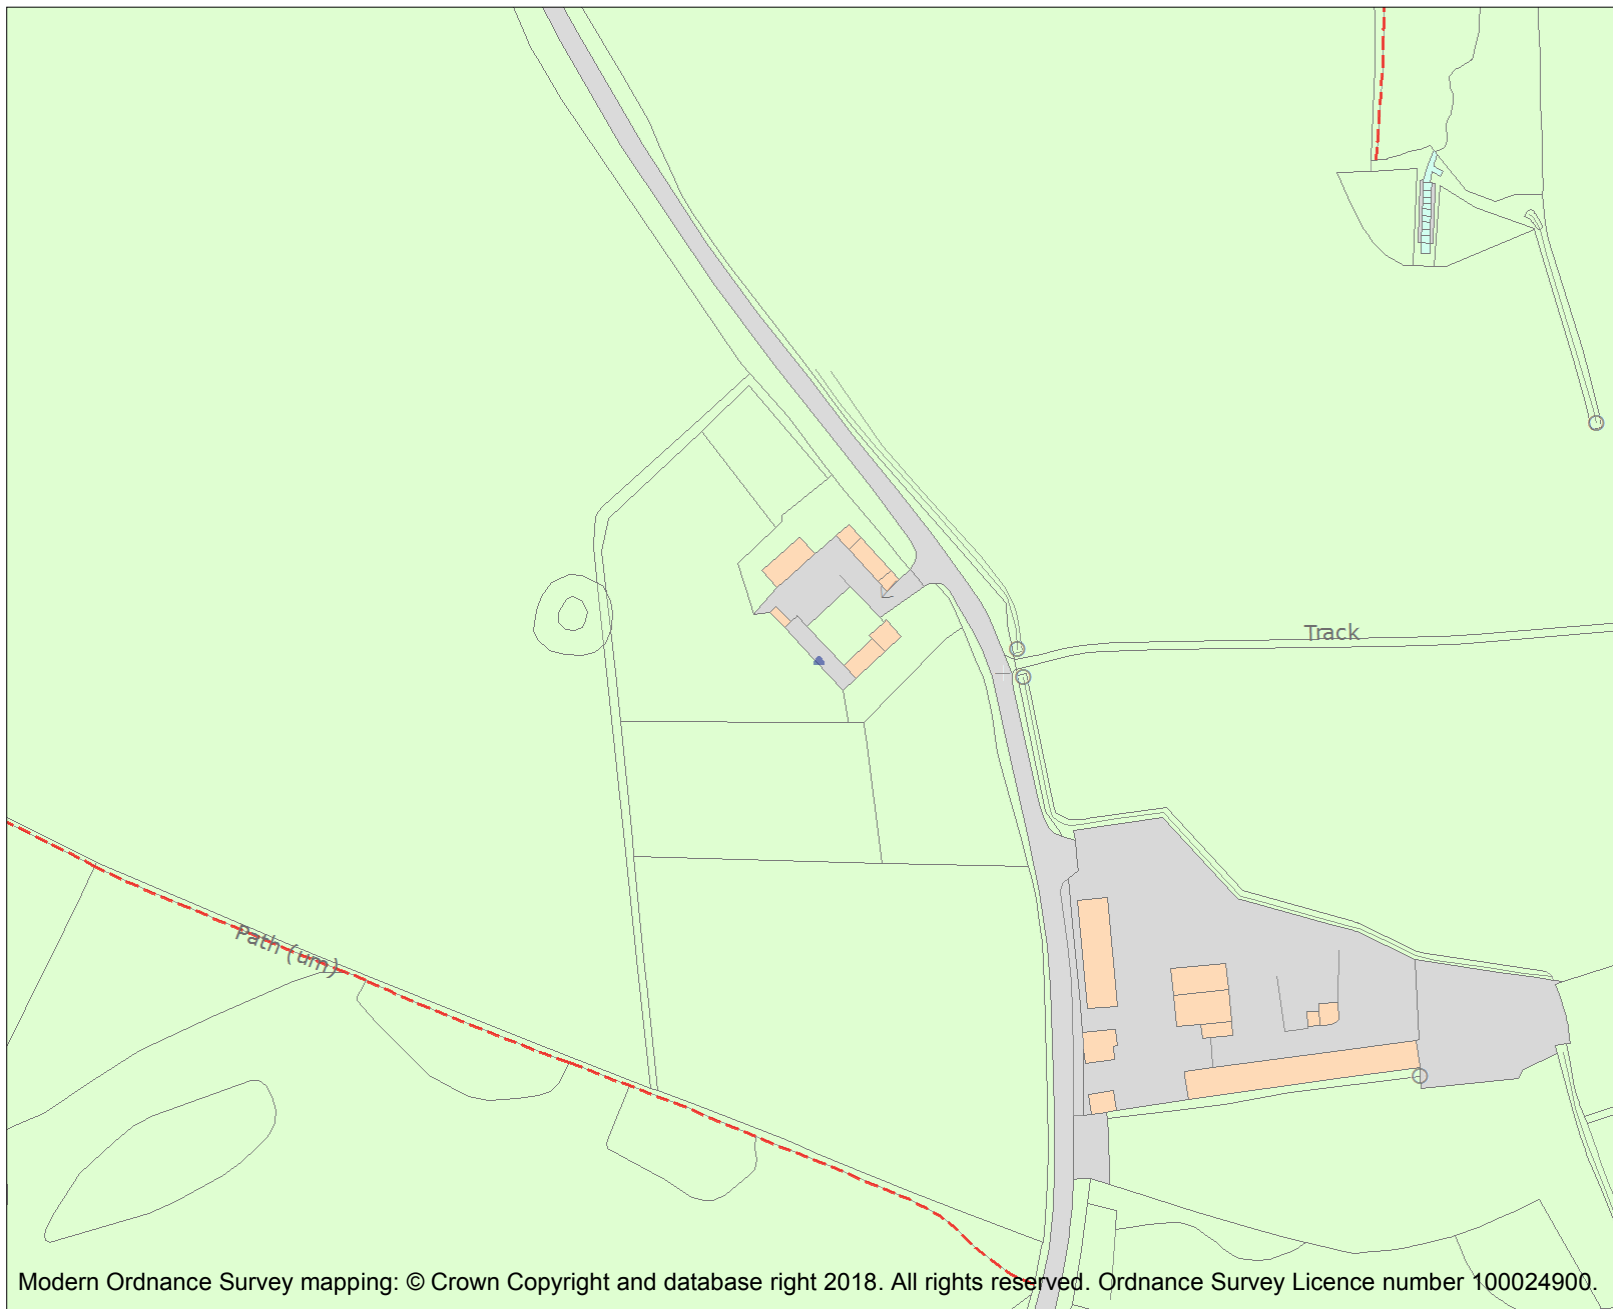 Track
Path (um)
Modern Ordnance Survey mapping: © Crown Copyright and database right 2018. All rights reserved. Ordnance Survey Licence number 100024900.